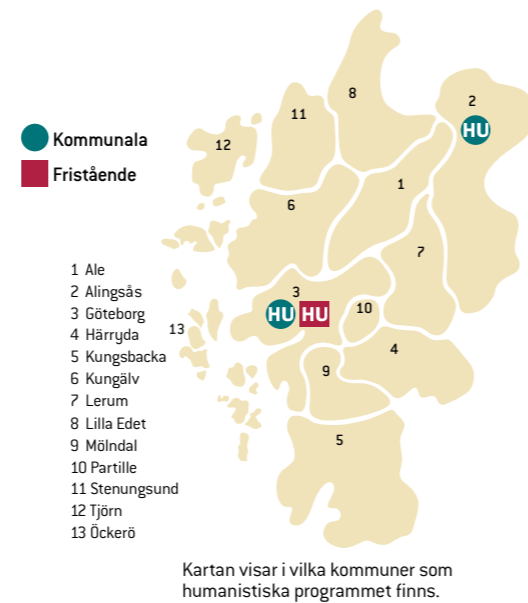 8
2
11
HU
Kommunala
12
Fristående
1
6
7
1 Ale
2 Alingsås
3 Göteborg
4 Härryda
5 Kungsbacka
6 Kungälv
7 Lerum
8 Lilla Edet
9 Mölndal
10 Partille
11 Stenungsund
12 Tjörn
13 Öckerö
3
HU HU
10
13
4
9
5
Kartan visar i vilka kommuner som
humanistiska programmet finns.